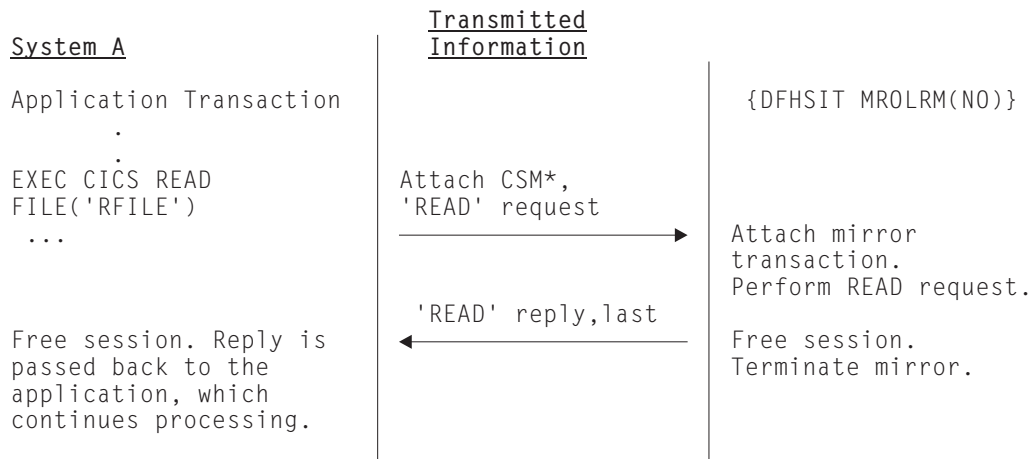 Transmitted
System A Information
Application Transaction {DFHSIT MROLRM(NO)}
.
.
EXEC CICS READ Attach CSM*,
FILE('RFILE') 'READ' request
... Attach mirror
transaction.
Perform READ request.
'READ' reply,last
Free session. Reply is Free session.
passed back to the Terminate mirror.
application, which
continues processing.